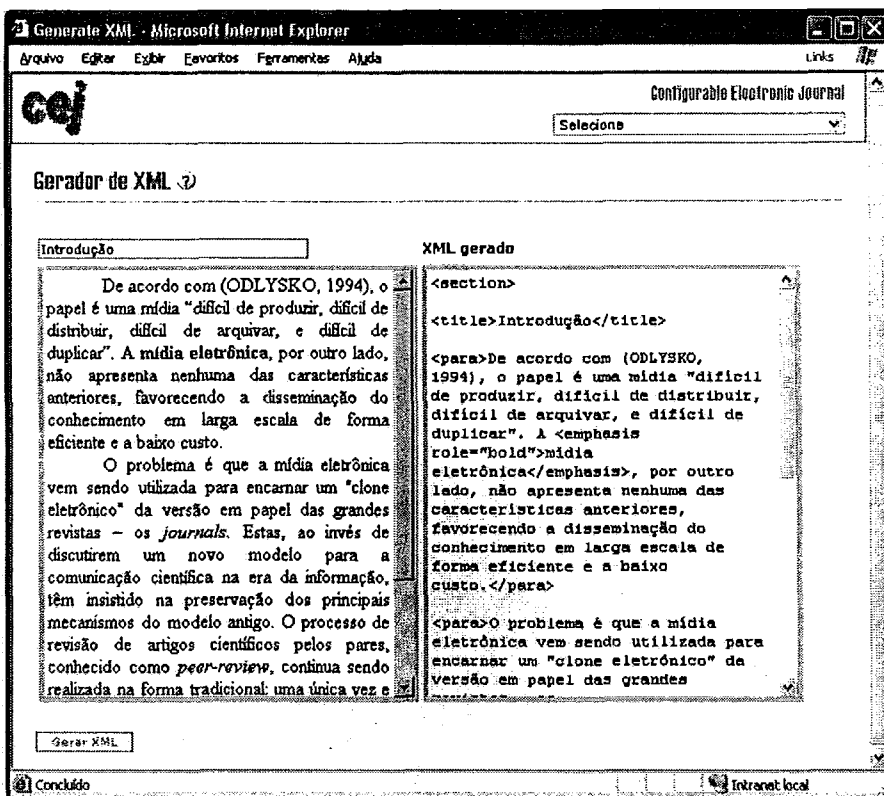 Generate XML - Microsoft Internet Explorer
Arquivo Editar Exibir Favoritos Ferramentas Ajuda Links
cej
Configurable Electronic Journal
Selecione
Gerador de XML ?
Introdução
De acordo com (ODLYSKO, 1994), o
papel é uma mídia "difícil de produzir, difícil de
distribuir, difícil de arquivar, e difícil de
duplicar". A mídia eletrônica, por outro lado,
não apresenta nenhuma das características
anteriores, favorecendo a disseminação do
conhecimento em larga escala de forma
eficiente e a baixo custo.
O problema é que a mídia eletrônica
vem sendo utilizada para encarnar um "clone
eletrônico" da versão em papel das grandes
revistas – os journals. Estas, ao invés de
discutirem um novo modelo para a
comunicação científica na era da informação,
têm insistido na preservação dos principais
mecanismos do modelo antigo. O processo de
revisão de artigos científicos pelos pares,
conhecido como peer-review, continua sendo
realizada na forma tradicional: uma única vez e
XML gerado
<section>
<title>Introdução</title>
<para>De acordo com (ODLYSKO,
1994), o papel é uma mídia "difícil
de produzir, difícil de distribuir,
difícil de arquivar, e difícil de
duplicar". A <emphasis
role="bold">mídia
eletrônica</emphasis>, por outro
lado, não apresenta nenhuma das
características anteriores,
favorecendo a disseminação do
conhecimento em larga escala de
forma eficiente e a baixo
custo.</para>
<para>O problema é que a mídia
eletrônica vem sendo utilizada para
encarnar um "clone eletrônico" da
versão em papel das grandes
Gerar XML
Concluído
Intranet local